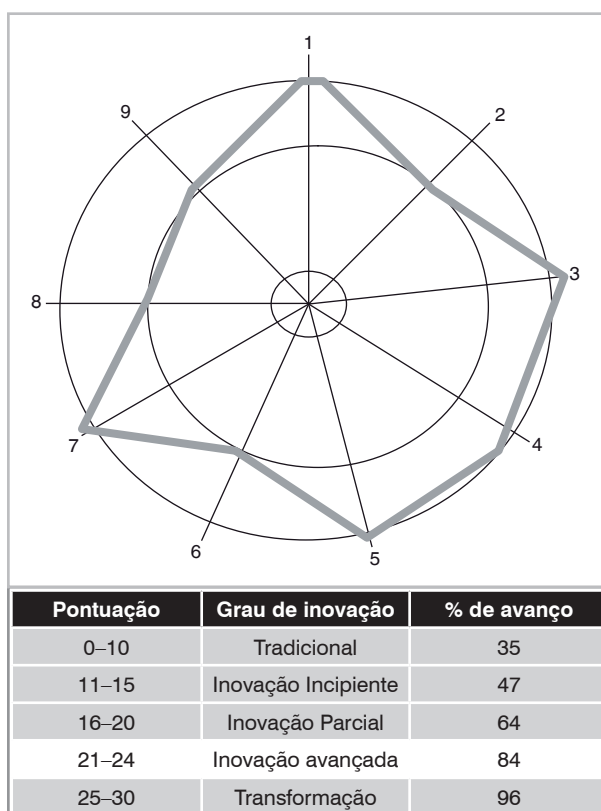 1
9
2
3
8
4
7
6
5
Pontuação Grau de inovação % de avanço
0–10 Tradicional 35
11–15 Inovação Incipiente 47
16–20 Inovação Parcial 64
21–24 Inovação avançada 84
25–30 Transformação 96